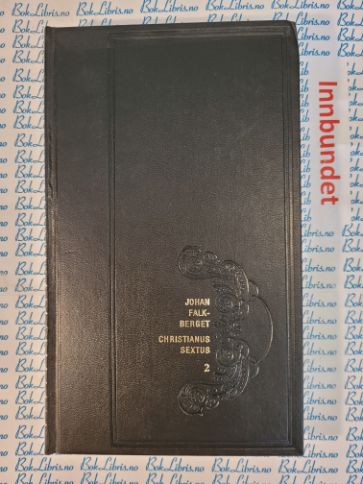 JOHAN
FALK-
BERGET
CHRISTIANUS
SEXTUS
2
Innbundet
BokLibris.no